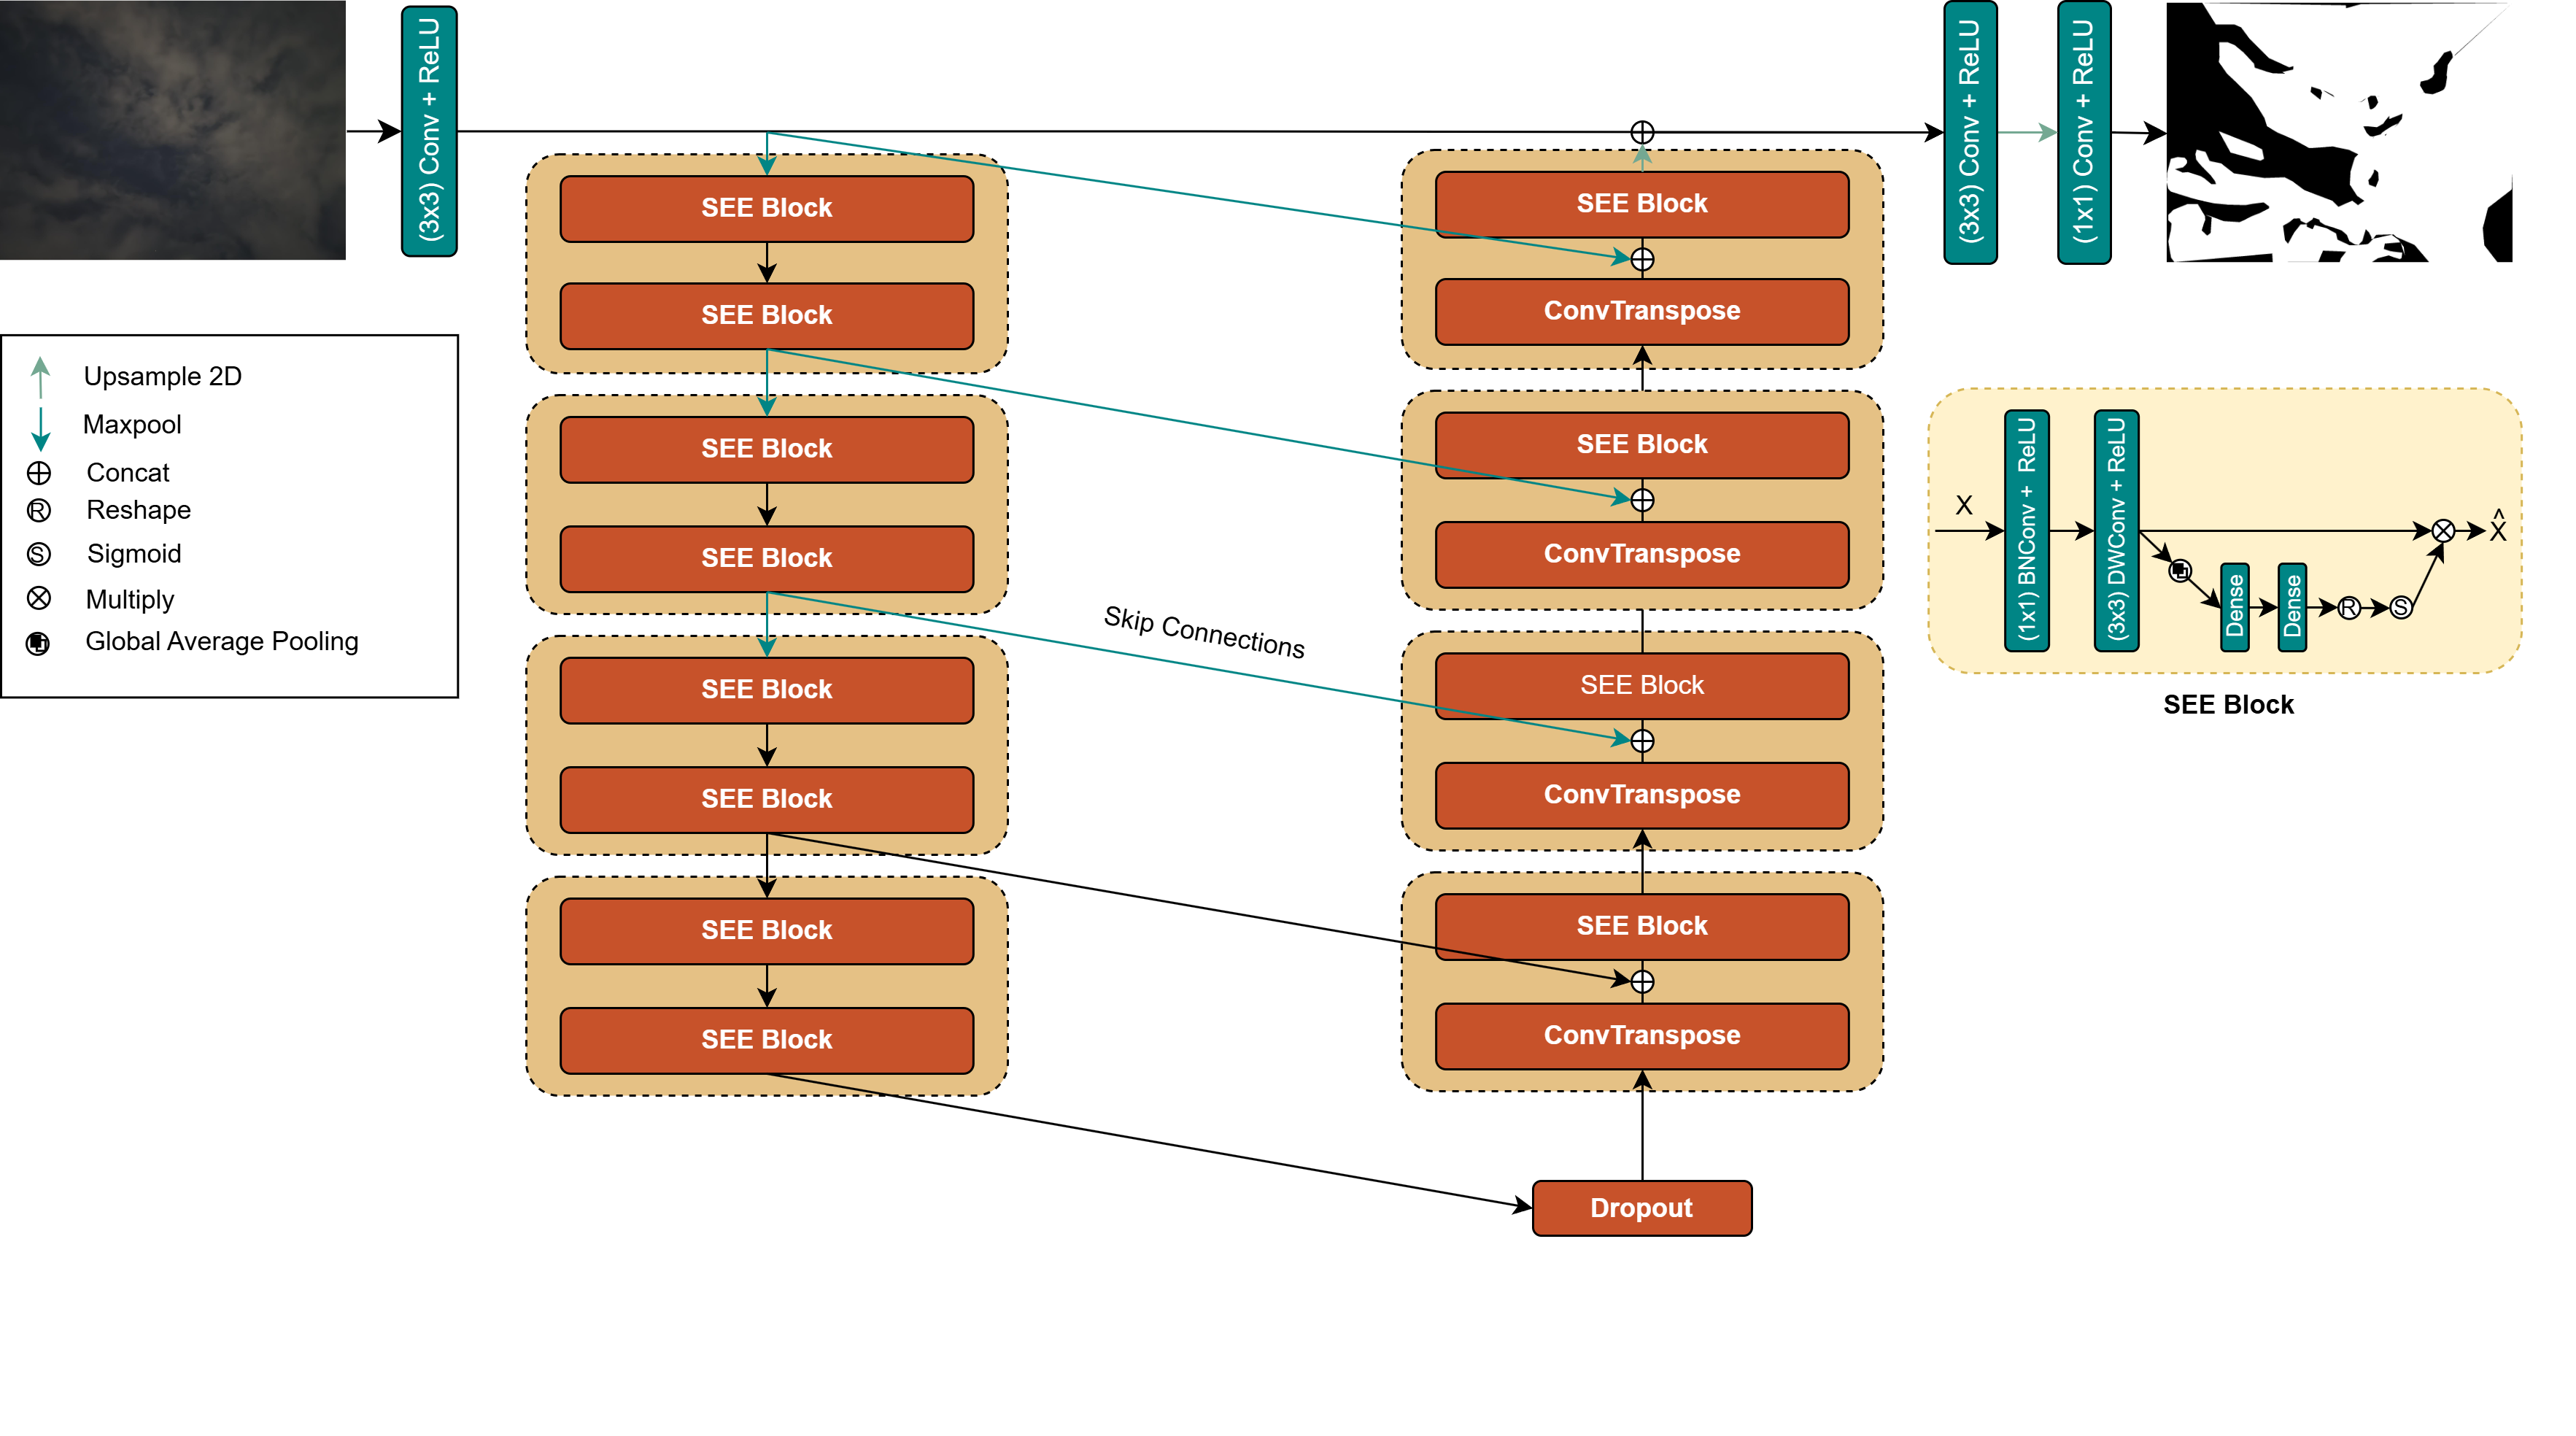 (3x3) Conv + ReLU
(3x3) Conv + ReLU
(1x1) Conv + ReLU
SEE Block
SEE Block
SEE Block
SEE Block
SEE Block
SEE Block
SEE Block
SEE Block
Skip Connections
SEE Block
ConvTranspose
SEE Block
ConvTranspose
SEE Block
ConvTranspose
SEE Block
ConvTranspose
Dropout
Upsample 2D
Maxpool
Concat
R Reshape
S Sigmoid
Multiply
Global Average Pooling
X
(1x1) BNConv + ReLU
(3x3) DWConv + ReLU
Dense
Dense
R
S
X̂
SEE Block